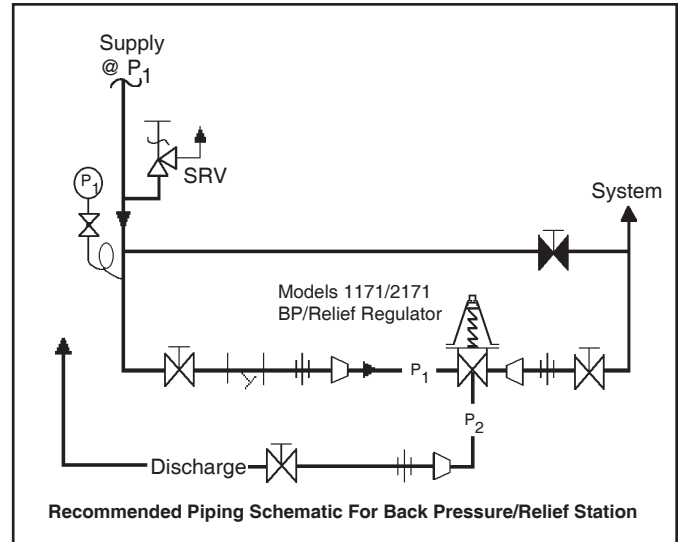 Supply
@ P1
SRV
P1
System
Models 1171/2171
BP/Relief Regulator
P1
P2
Discharge
Recommended Piping Schematic For Back Pressure/Relief Station